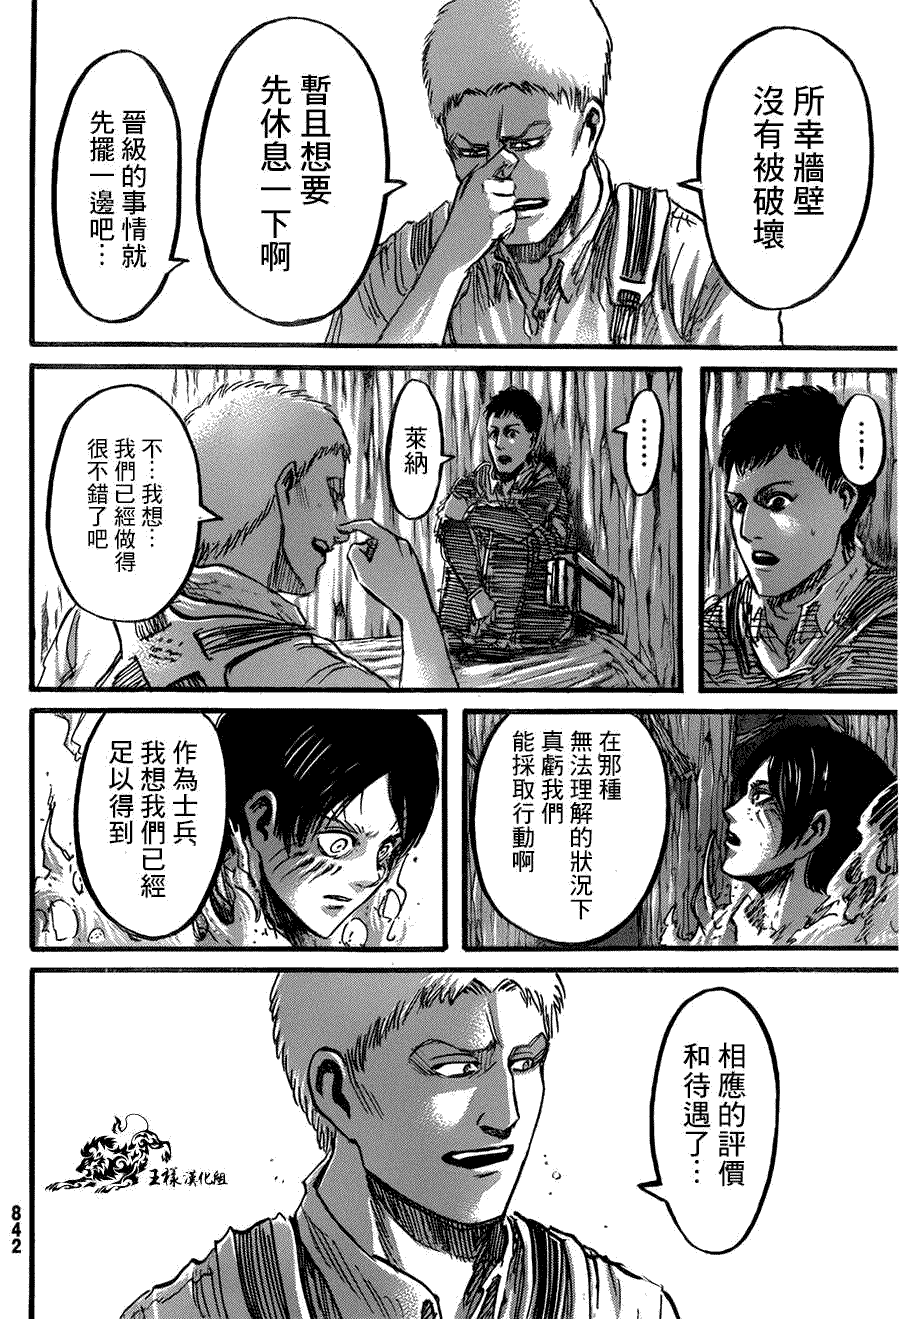 所幸牆壁
沒有被破壞
暫且想要
先休息一下啊
晉級的事情就
先擺一邊吧…
…!
……
萊納
不…我想…
我們已經做得
很不錯了吧
在那種
無法理解的狀況下
真虧我們
能採取行動啊
作為士兵
我想我們已經
足以得到
相應的評價
和待遇了…
王樣漢化組
842